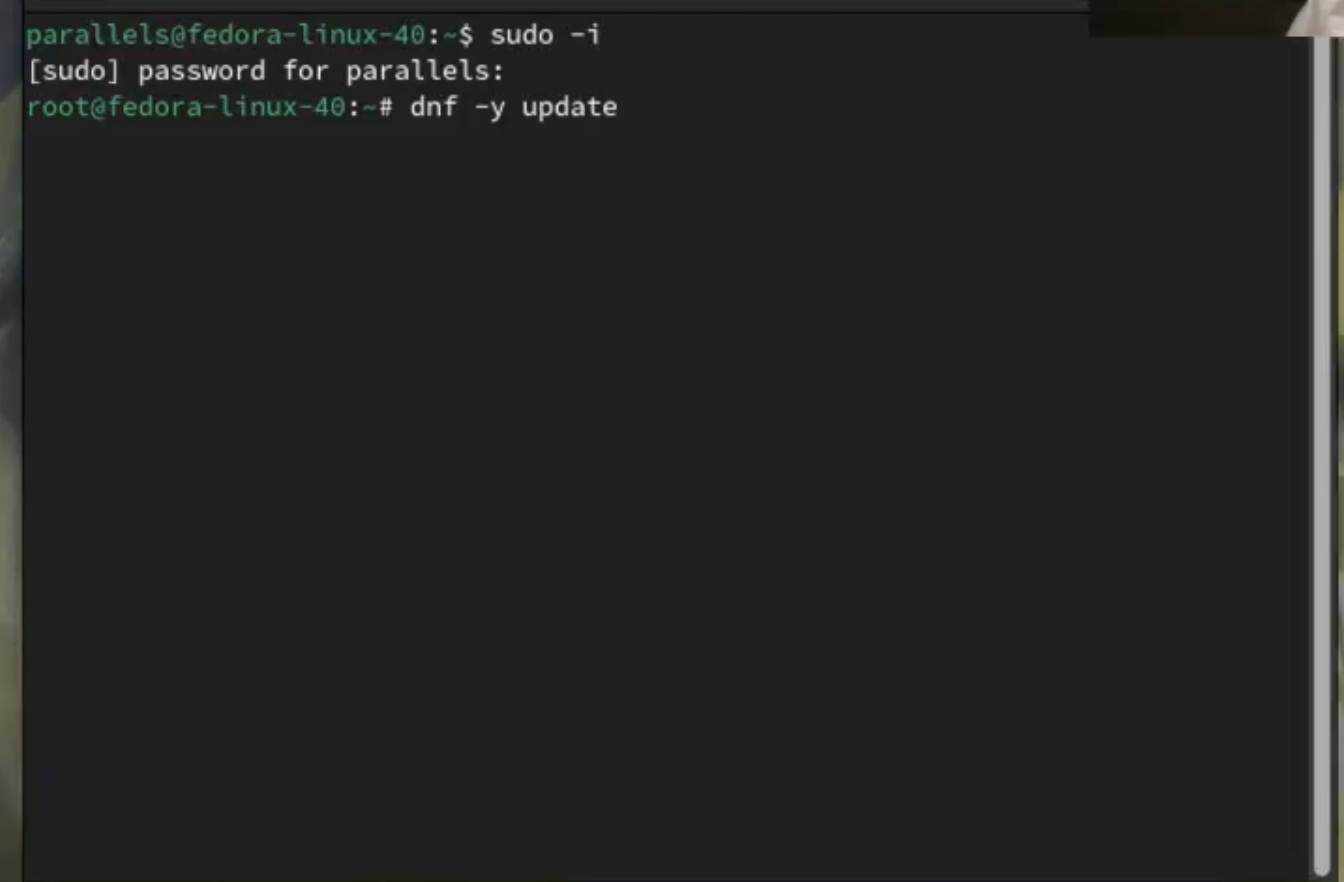 parallels@fedora-linux-40:~$ sudo -i
[sudo] password for parallels:
root@fedora-linux-40:~# dnf -y update